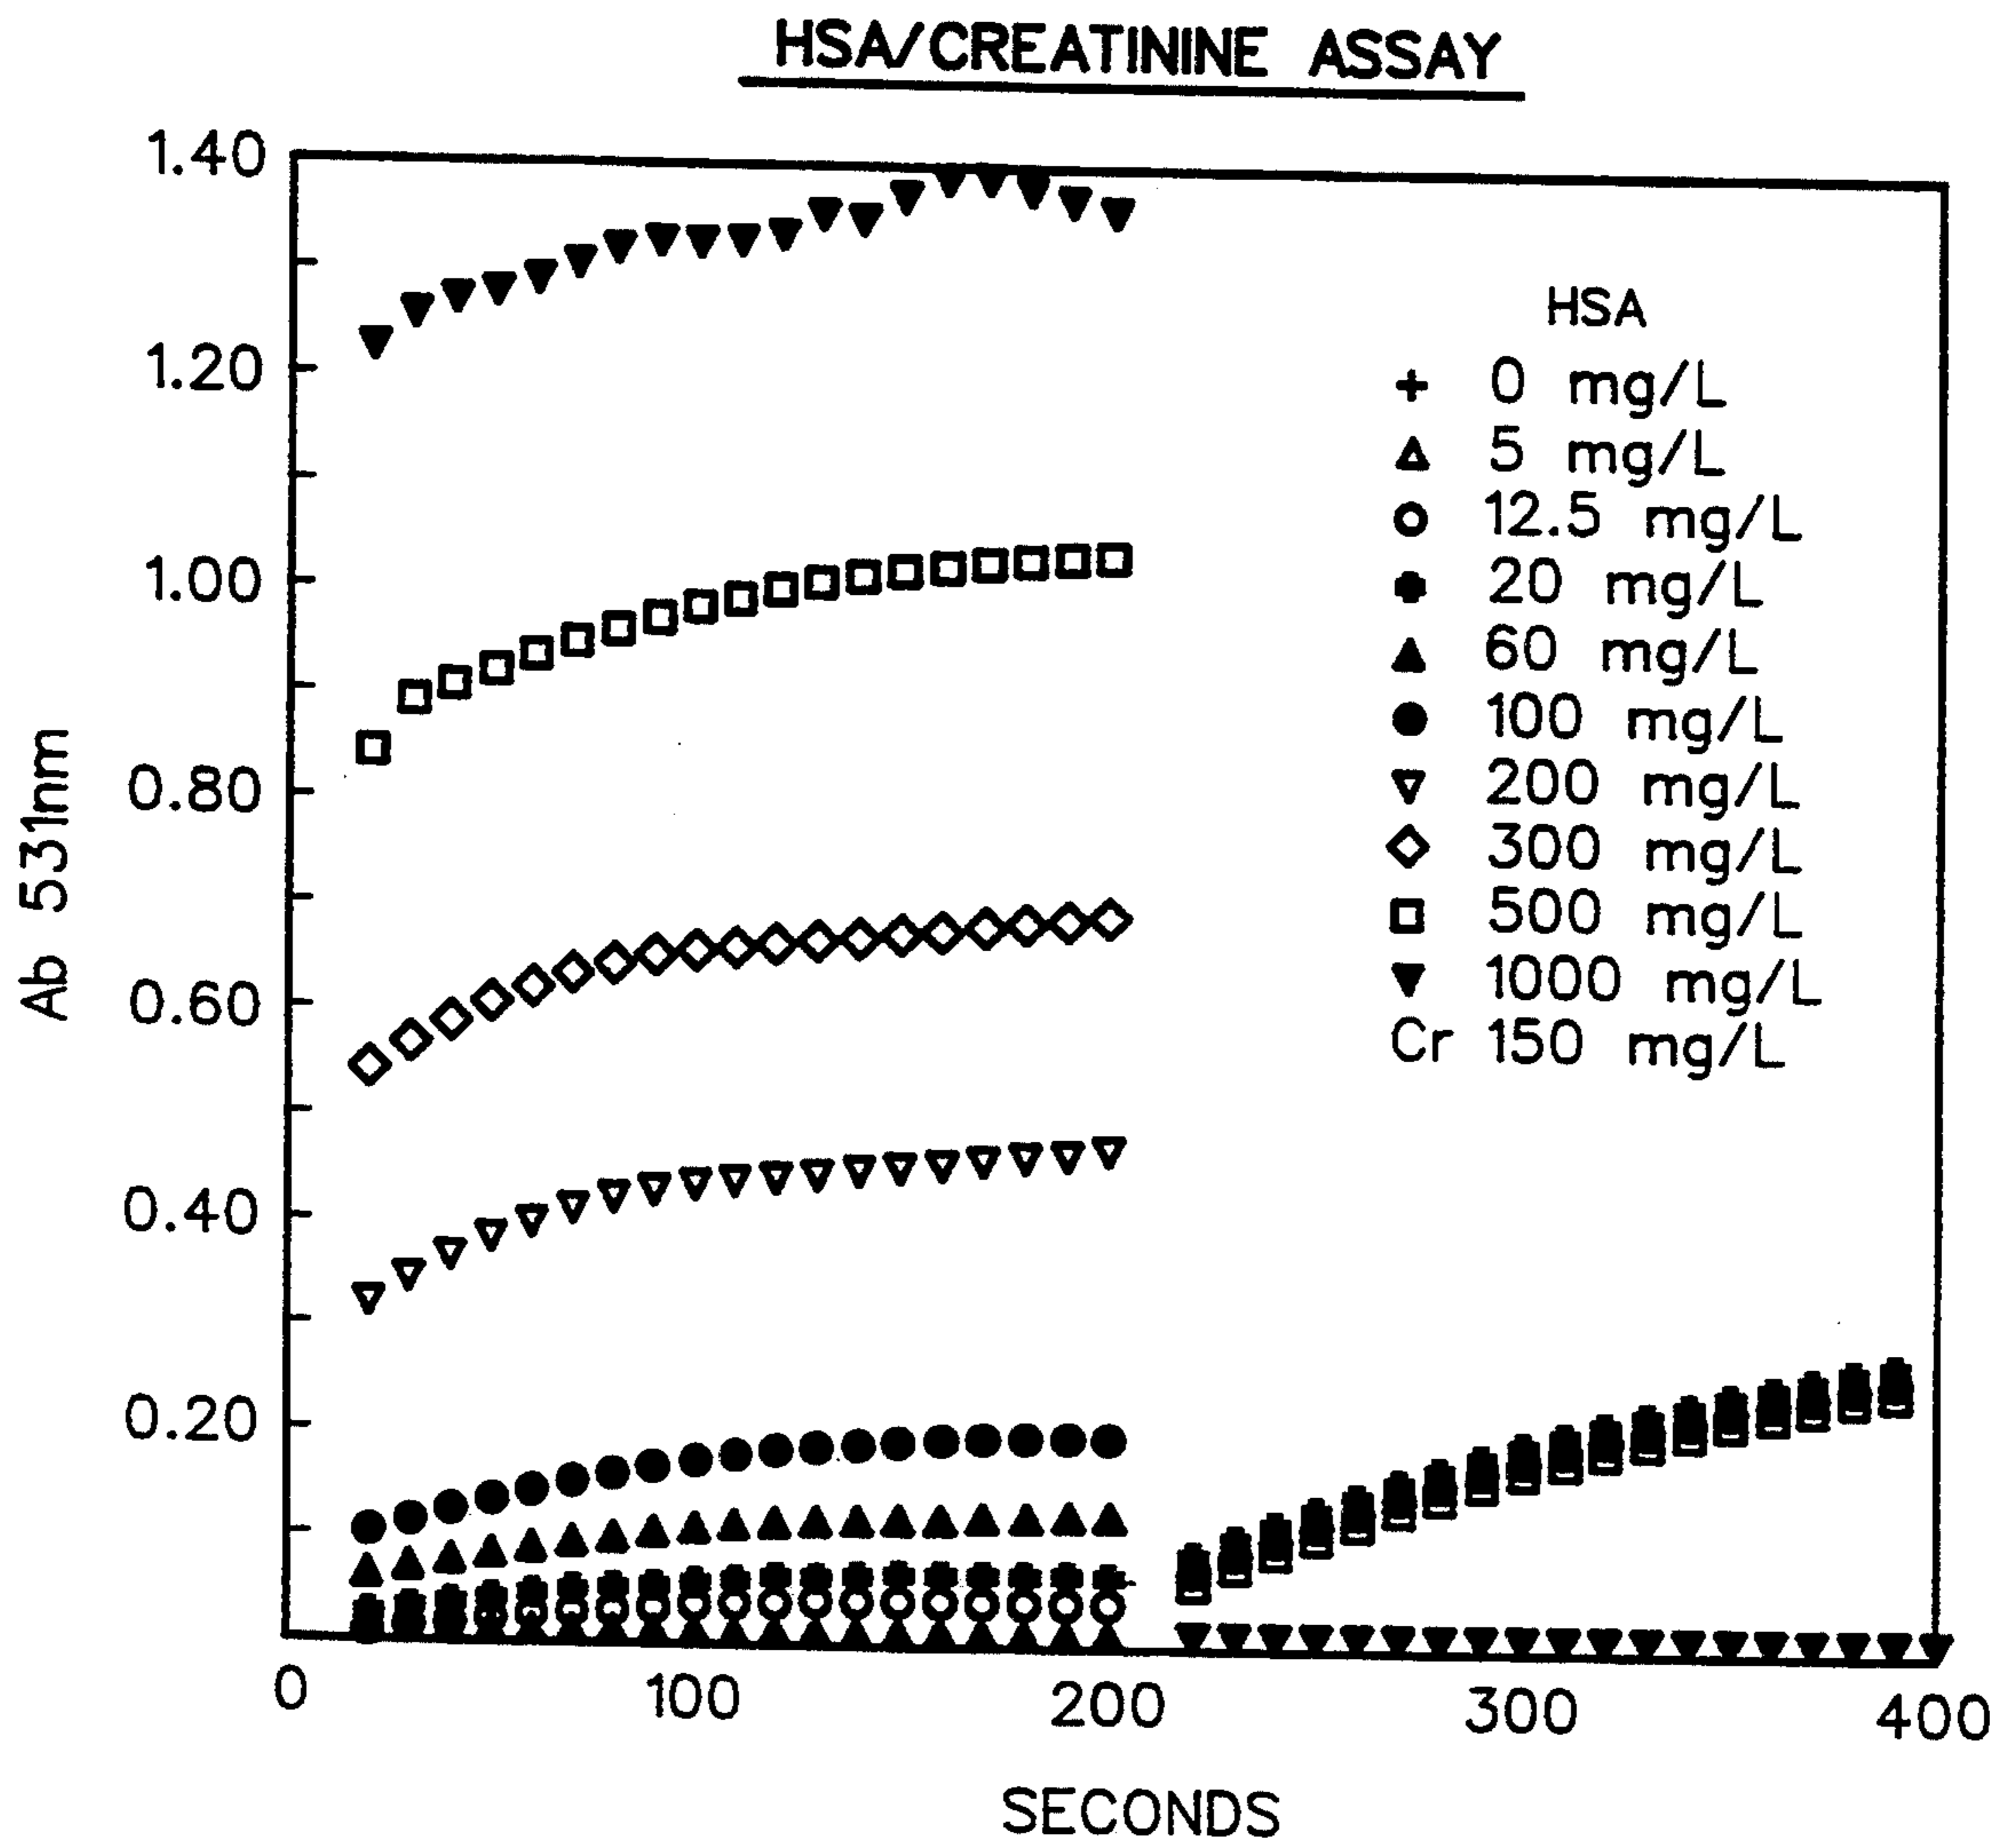 HSA/CREATININE ASSAY
1.40
1.20
1.00
0.80
0.60
0.40
0.20
Ab 531nm
HSA
+ 0 mg/L
△ 5 mg/L
○ 12.5 mg/L
20 mg/L
▲ 60 mg/L
● 100 mg/L
▽ 200 mg/L
◇ 300 mg/L
□ 500 mg/L
▼ 1000 mg/L
Cr 150 mg/L
0 100 200 300 400
SECONDS